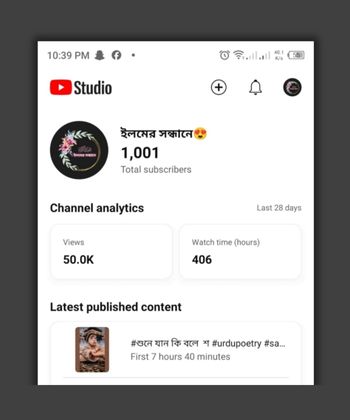 10:39 PM
Studio
ইলমের সন্ধানে😍
1,001
Total subscribers
Channel analytics Last 28 days
Views Watch time (hours)
50.0K 406
Latest published content
#শুনে যান কি বলে শ #urdupoetry #sa...
First 7 hours 40 minutes